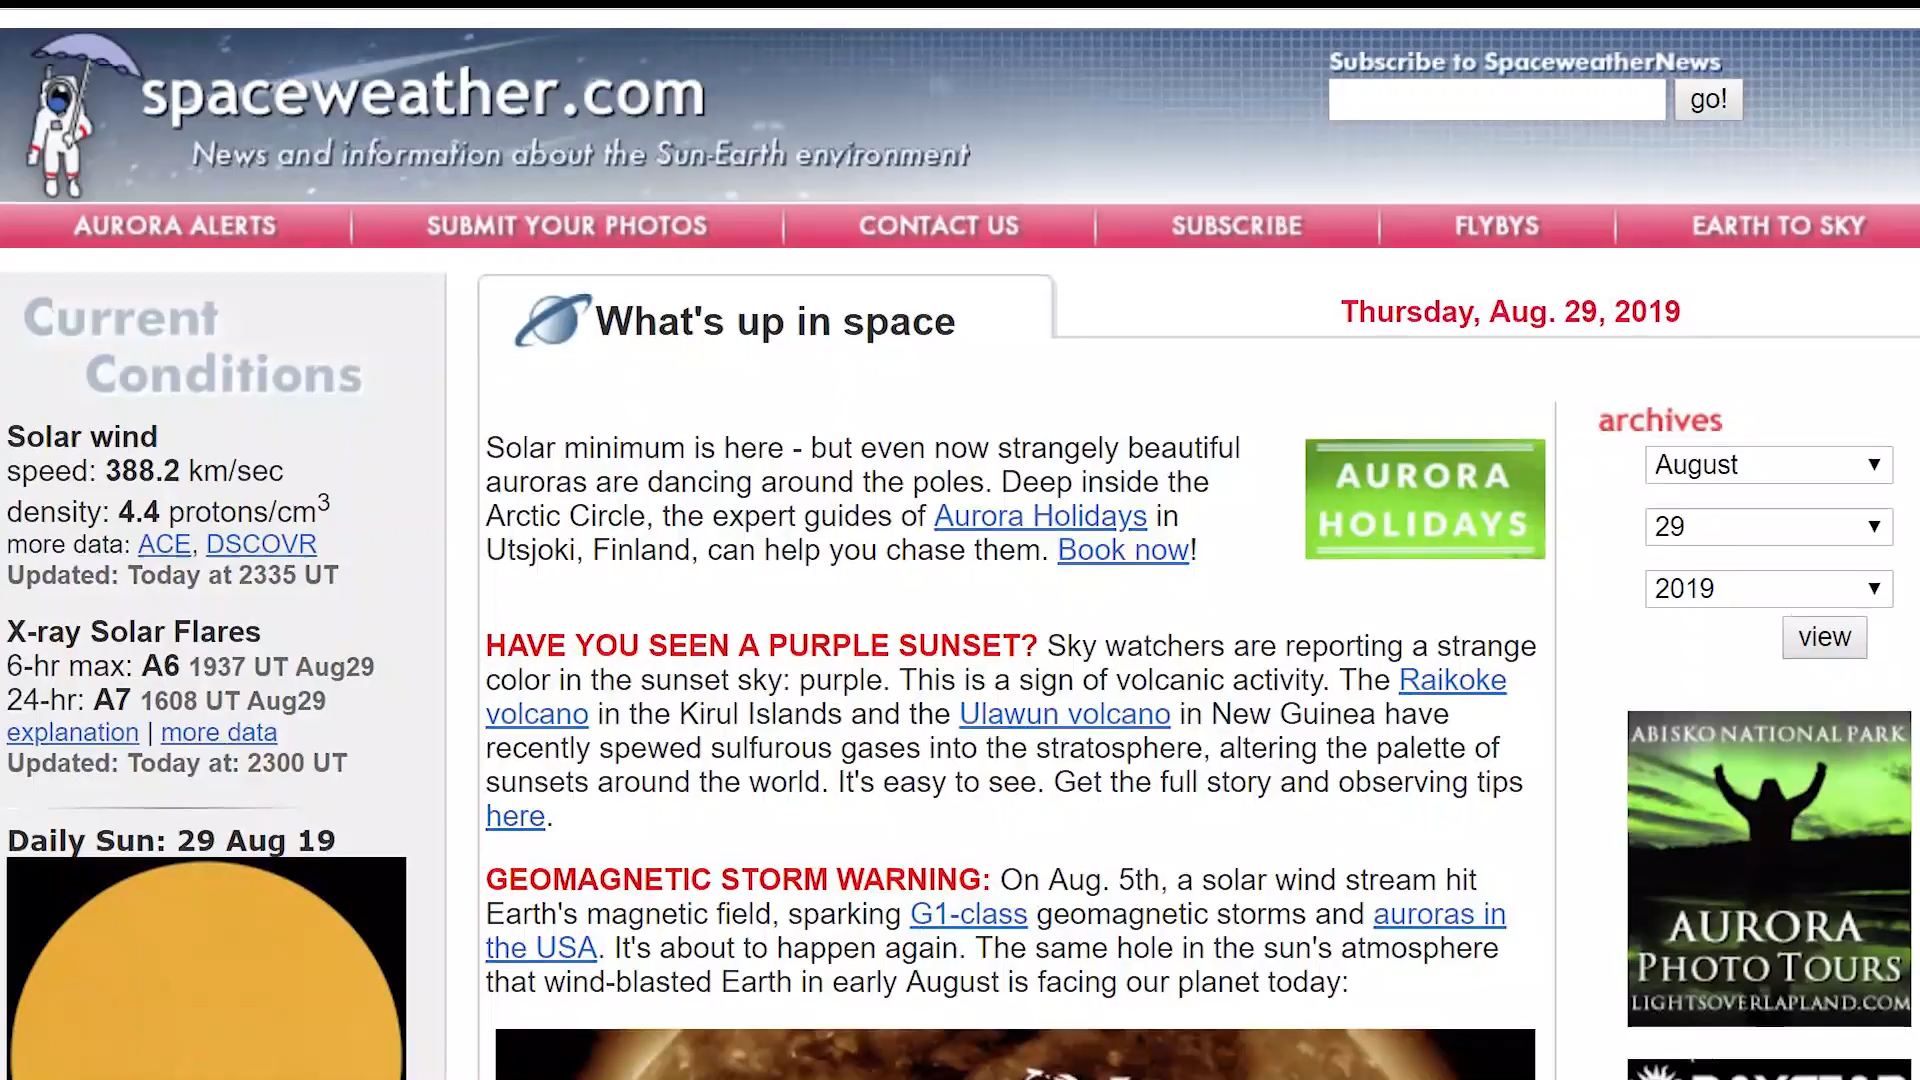 spaceweather.com
News and information about the Sun-Earth environment
Subscribe to SpaceweatherNews
go!
AURORA ALERTS
SUBMIT YOUR PHOTOS
CONTACT US
SUBSCRIBE
FLYBYS
EARTH TO SKY
Current
Conditions
Solar wind
speed: 388.2 km/sec
density: 4.4 protons/cm3
more data: ACE, DSCOVR
Updated: Today at 2335 UT
X-ray Solar Flares
6-hr max: A6 1937 UT Aug29
24-hr: A7 1608 UT Aug29
explanation | more data
Updated: Today at: 2300 UT
Daily Sun: 29 Aug 19
What's up in space
Thursday, Aug. 29, 2019
Solar minimum is here - but even now strangely beautiful
auroras are dancing around the poles. Deep inside the
Arctic Circle, the expert guides of Aurora Holidays in
Utsjoki, Finland, can help you chase them. Book now!
AURORA
HOLIDAYS
HAVE YOU SEEN A PURPLE SUNSET? Sky watchers are reporting a strange
color in the sunset sky: purple. This is a sign of volcanic activity. The Raikoke
volcano in the Kirul Islands and the Ulawun volcano in New Guinea have
recently spewed sulfurous gases into the stratosphere, altering the palette of
sunsets around the world. It's easy to see. Get the full story and observing tips
here.
GEOMAGNETIC STORM WARNING: On Aug. 5th, a solar wind stream hit
Earth's magnetic field, sparking G1-class geomagnetic storms and auroras in
the USA. It's about to happen again. The same hole in the sun's atmosphere
that wind-blasted Earth in early August is facing our planet today:
archives
August
29
2019
view
ABISKO NATIONAL PARK
AURORA
PHOTO TOURS
LIGHTSOVERLAPLAND.COM